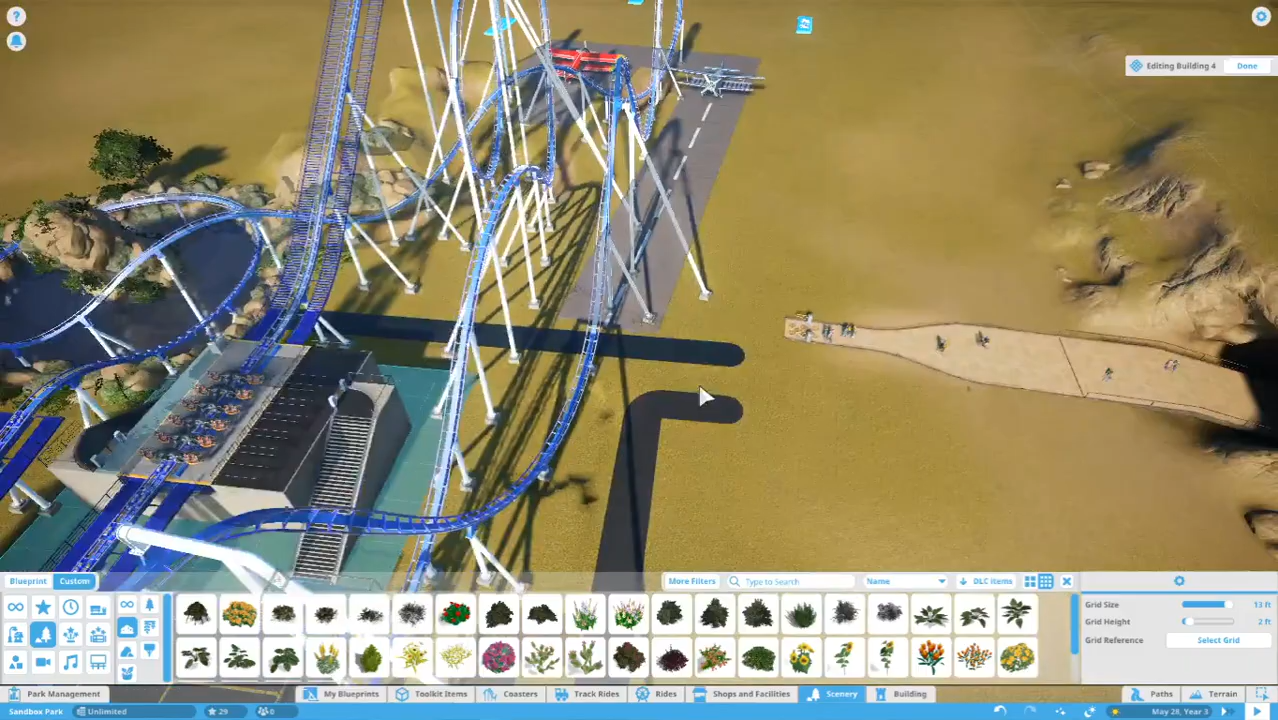 ?
Editing Building 4 Done
Blueprint Custom More Filters Type to Search Name DLC Items
Grid Size 13 ft
Grid Height 2 ft
Grid Reference Select Grid
Park Management My Blueprints Toolkit Items Coasters Track Rides Rides Shops and Facilities Scenery Building Paths Terrain
Sandbox Park Unlimited 29 0 May 28, Year 3